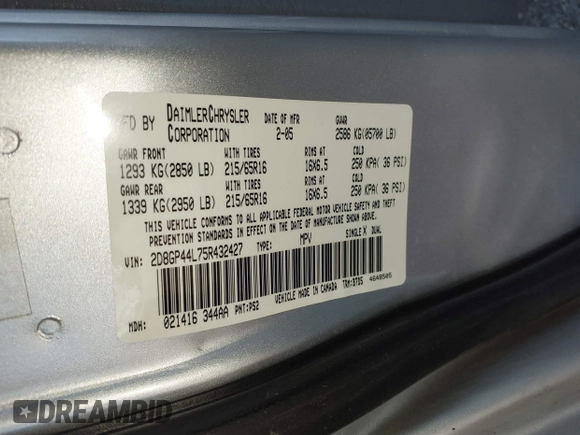 MFD BY DAIMLERCHRYSLER CORPORATION DATE OF MFR 2-05 GVWR 2586 KG(05700 LB)
GAWR FRONT WITH TIRES RIMS AT COLD
1293 KG(2850 LB) 215/65R16 16X6.5 250 KPA( 36 PSI)
GAWR REAR WITH TIRES RIMS AT COLD
1339 KG(2950 LB) 215/65R16 16X6.5 250 KPA( 36 PSI)
THIS VEHICLE CONFORMS TO ALL APPLICABLE FEDERAL MOTOR VEHICLE SAFETY AND THEFT
PREVENTION STANDARDS IN EFFECT ON THE DATE OF MANUFACTURE SHOWN ABOVE.
VIN: 2D8GP44L75R432427 TYPE: MPV SINGLE X DUAL
MDH: 021416 344AA PNT:PS2 VEHICLE MADE IN CANADA TRM:S7D5 4648505
DREAMBID